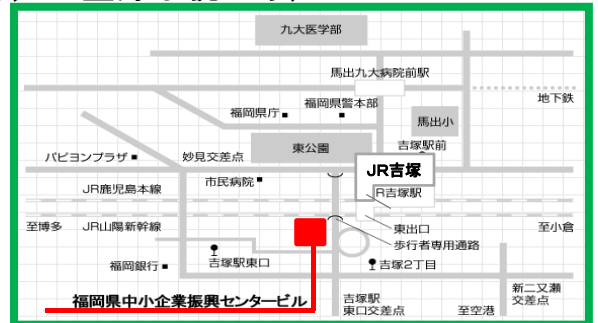 九大医学部
馬出九大病院前駅
地下鉄
福岡県庁
福岡県警本部
馬出小
東公園
吉塚駅前
パピヨンプラザ
妙見交差点
JR吉塚
市民病院
JR鹿児島本線
R吉塚駅
至博多
JR山陽新幹線
東出口
至小倉
歩行者専用通路
福岡銀行
吉塚駅東口
吉塚2丁目
福岡県中小企業振興センタービル
吉塚駅
東口交差点
至空港
新二又瀬
交差点